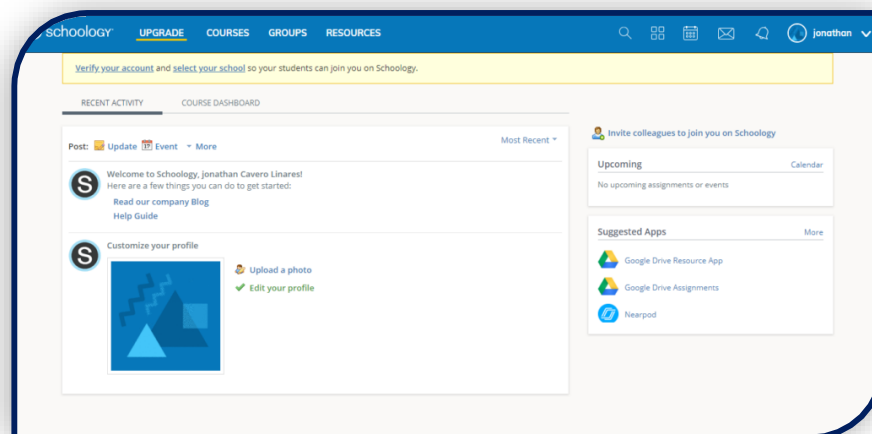 schoology UPGRADE COURSES GROUPS RESOURCES jonathan
Verify your account and select your school so your students can join you on Schoology.
RECENT ACTIVITY COURSE DASHBOARD
Post: Update Event More Most Recent
S Welcome to Schoology, jonathan Cavero Linares!
Here are a few things you can do to get started:
Read our company Blog
Help Guide
S Customize your profile
Upload a photo
Edit your profile
Invite colleagues to join you on Schoology
Upcoming Calendar
No upcoming assignments or events
Suggested Apps More
Google Drive Resource App
Google Drive Assignments
Nearpod